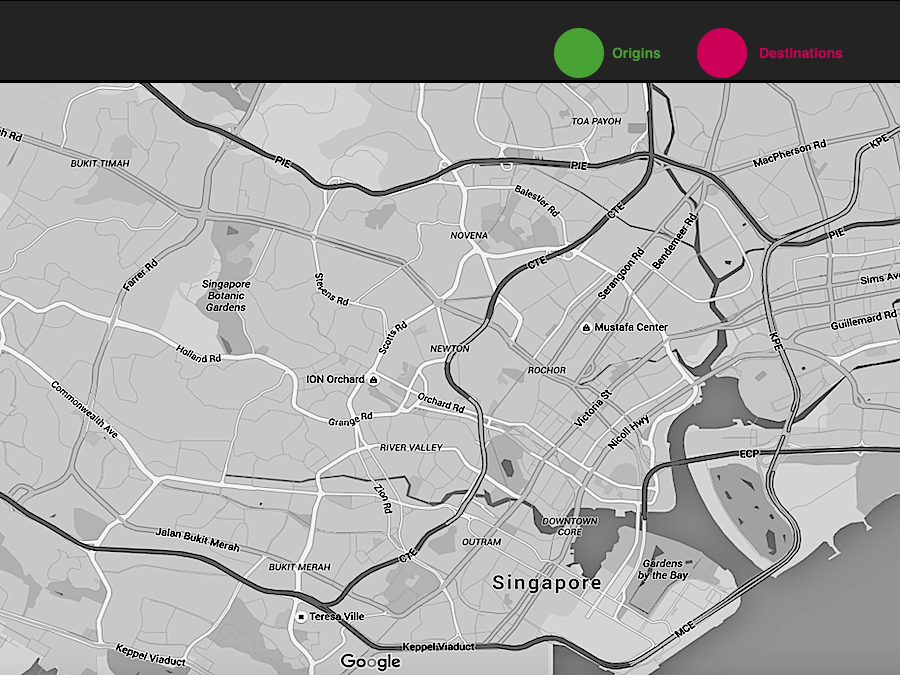 Origins
Destinations
TOA PAYOH
h Rd
KPE
MacPherson Rd
BUKIT TIMAH
PIE
PIE
Balestier Rd
CTE
Bendemeer Rd
NOVENA
PIE
CTE
Serangoon Rd
Farrer Rd
Singapore
Botanic
Gardens
Stevens Rd
Sims Av
Guillemard Rd
Mustafa Center
Scotts Rd
KPE
NEWTON
Holland Rd
ROCHOR
ION Orchard
Orchard Rd
Commonwealth Ave
Victoria St
Grange Rd
Nicoll Hwy
RIVER VALLEY
ECP
Zion Rd
DOWNTOWN
CORE
Jalan Bukit Merah
OUTRAM
CTE
BUKIT MERAH
Gardens
by the Bay
Singapore
Teresa Ville
MCE
Keppel Viaduct
Keppel Viaduct
Google